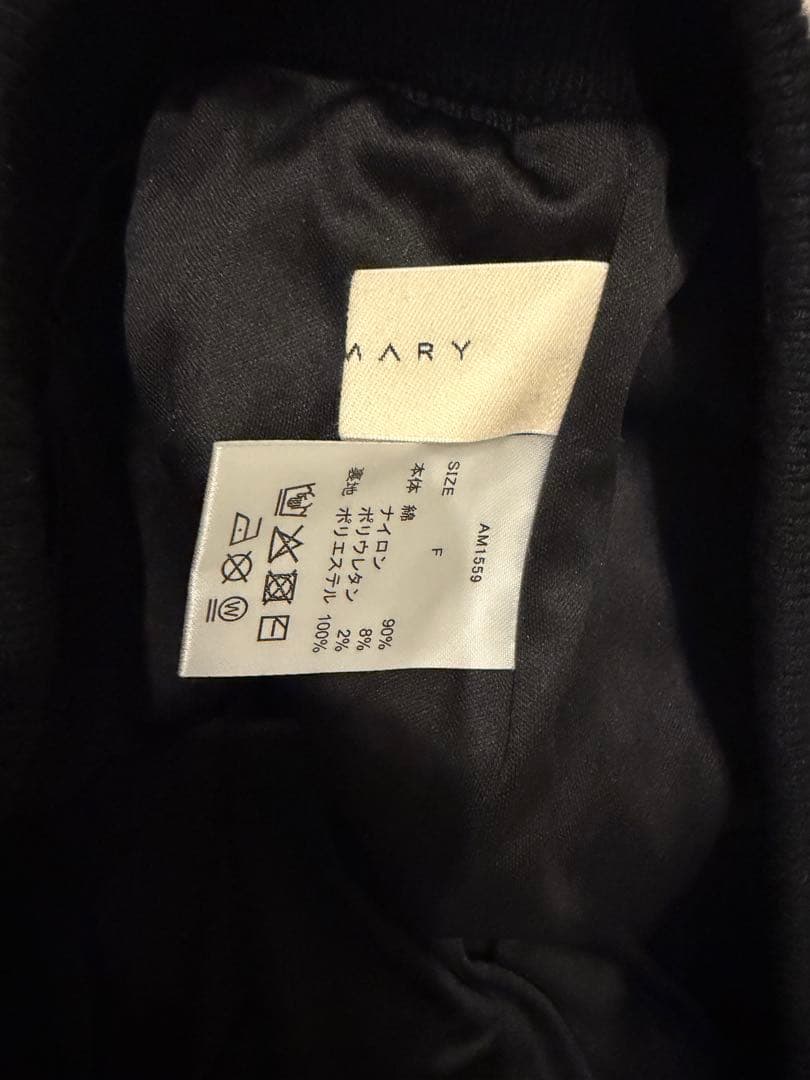 MARY
AM1559
SIZE F
本体 綿 90%
ナイロン 8%
ポリウレタン 2%
裏地 ポリエステル 100%
W